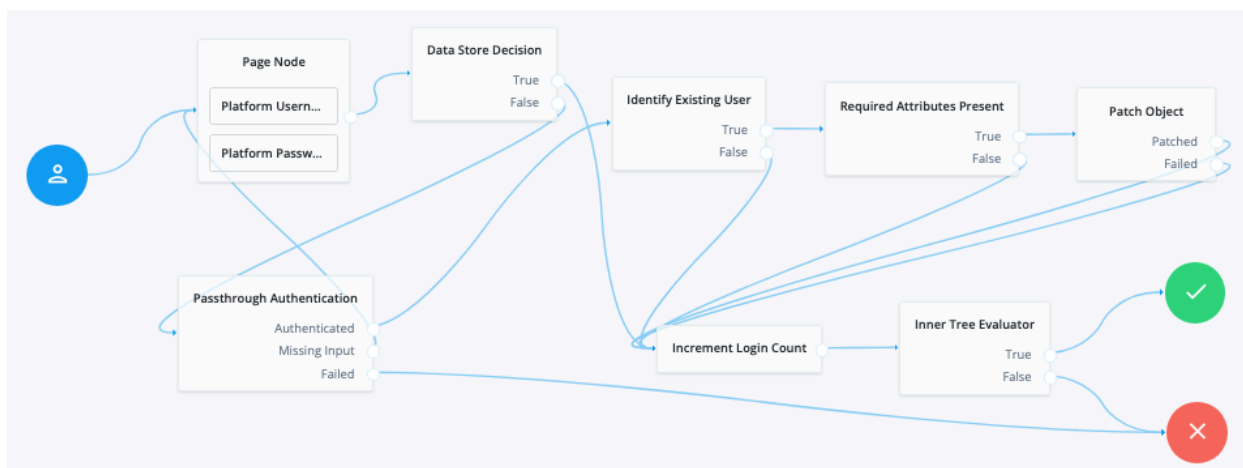 Page Node
Platform Usern...
Platform Passw...
Data Store Decision
True
False
Identify Existing User
True
False
Required Attributes Present
True
False
Patch Object
Patched
Failed
Passthrough Authentication
Authenticated
Missing Input
Failed
Increment Login Count
Inner Tree Evaluator
True
False